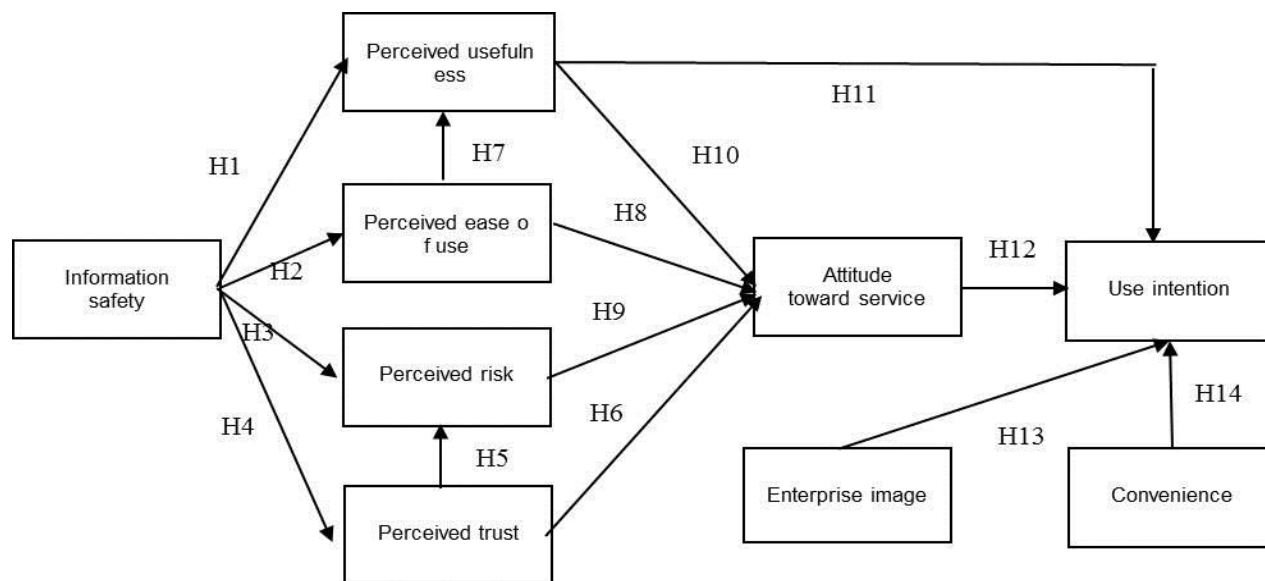 Perceived usefuln
ess
H11
H10
H1
H7
Perceived ease o
f use
H8
Information
safety
H2
H3
Attitude
toward service
H12
Use intention
H9
Perceived risk
H4
H6
H5
H13
H14
Enterprise image
Convenience
Perceived trust